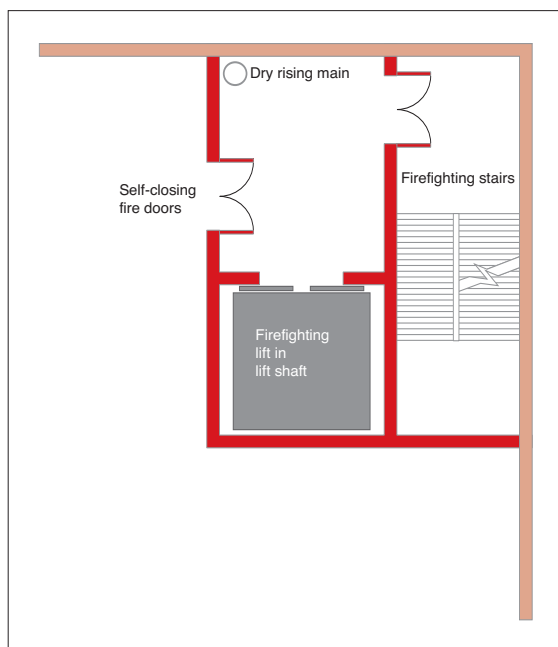 Dry rising main
Self-closing
fire doors
Firefighting stairs
Firefighting
lift in
lift shaft